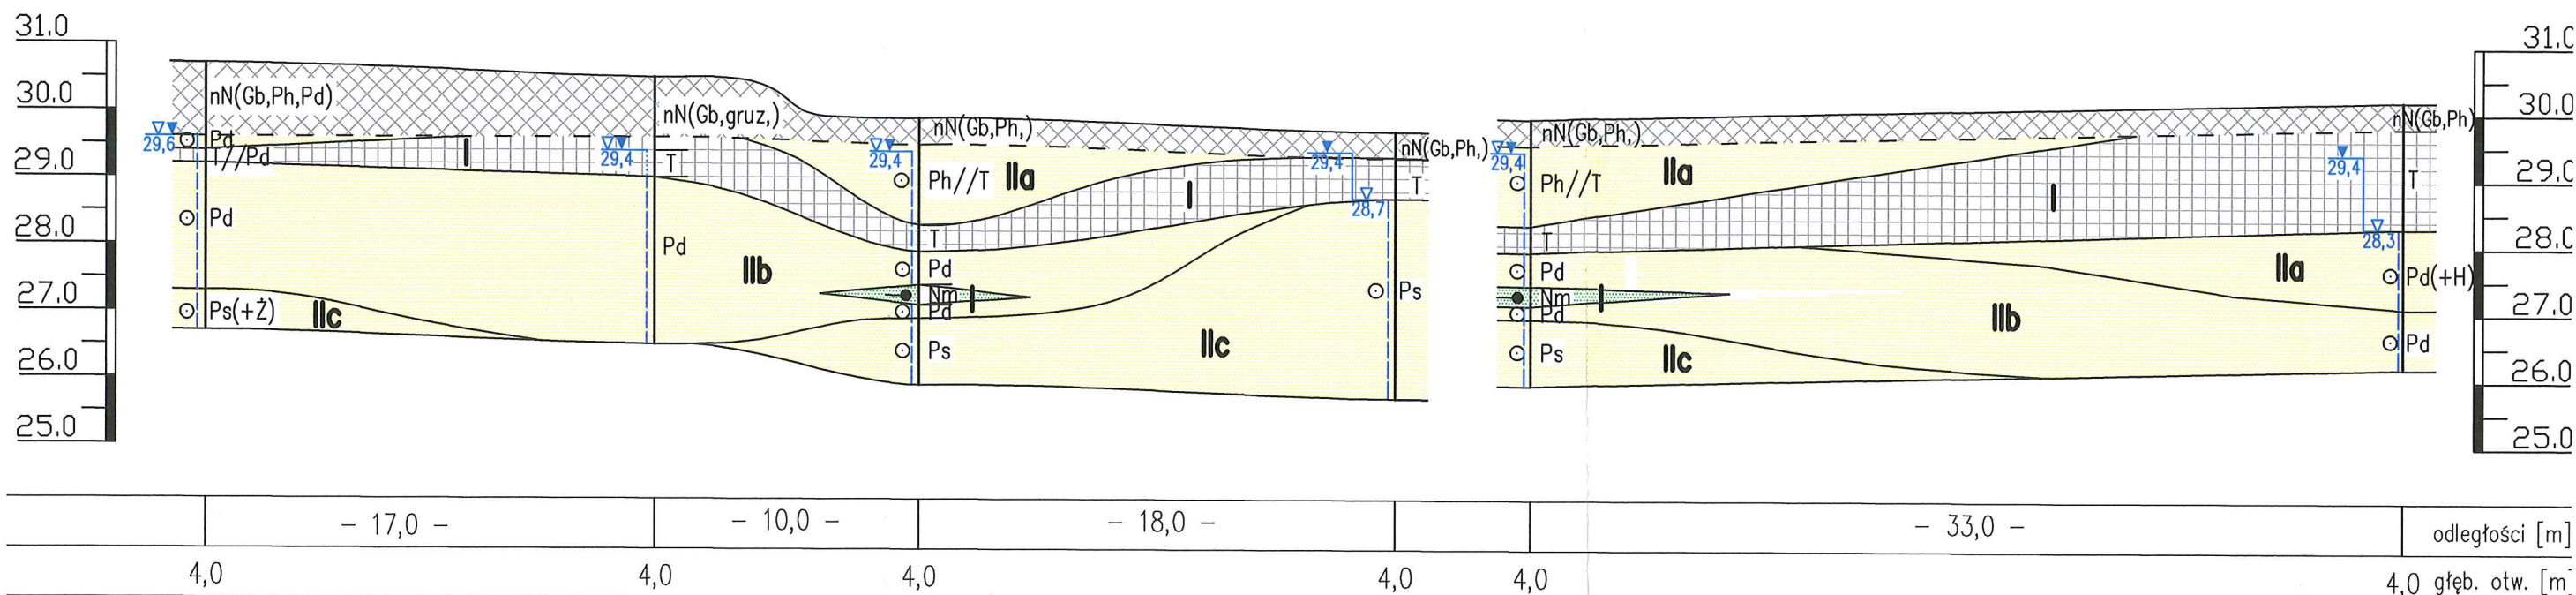 31.0
30.0
29.0
28.0
27.0
26.0
25.0
nN(Gb,Ph,Pd)
29,6
Pd
T//Pd
Pd
Ps(+Ż)
IIc
I
29,4
nN(Gb,gruz,)
T
Pd
IIb
29,4
nN(Gb,Ph,)
Ph//T
IIa
T
Pd
Nm
I
Pd
Ps
I
IIc
29,4
28,7
nN(Gb,Ph,)
T
Ps
29,4
nN(Gb,Ph,)
Ph//T
IIa
T
Pd
Nm
I
Pd
Ps
IIc
I
IIb
IIa
29,4
28,3
nN(Gb,Ph)
T
Pd(+H)
Pd
31.0
30.0
29.0
28.0
27.0
26.0
25.0
- 17,0 - - 10,0 - - 18,0 - - 33,0 - odległości [m]
4,0 4,0 4,0 4,0 4,0 4,0 głęb. otw. [m